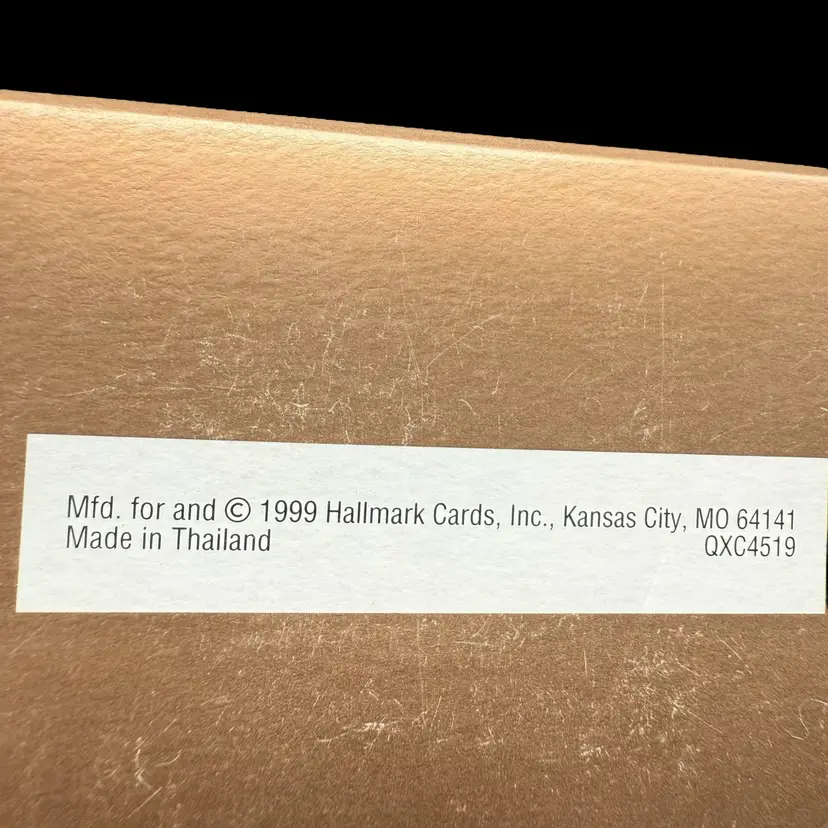 Mfd. for and © 1999 Hallmark Cards, Inc., Kansas City, MO 64141
Made in Thailand QXC4519